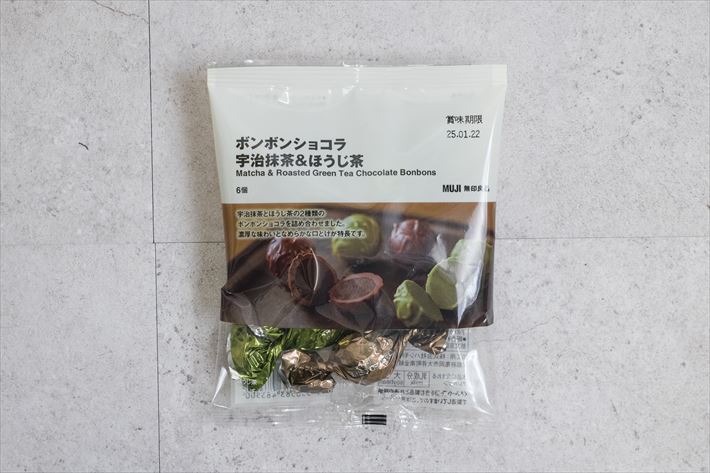 賞味期限
25.01.22
ボンボンショコラ
宇治抹茶&ほうじ茶
Matcha & Roasted Green Tea Chocolate Bonbons
6個
MUJI 無印良品
宇治抹茶とほうじ茶の2種類の
ボンボンショコラを詰め合わせました。
濃厚な味わいとなめらかな口どけが特長です。